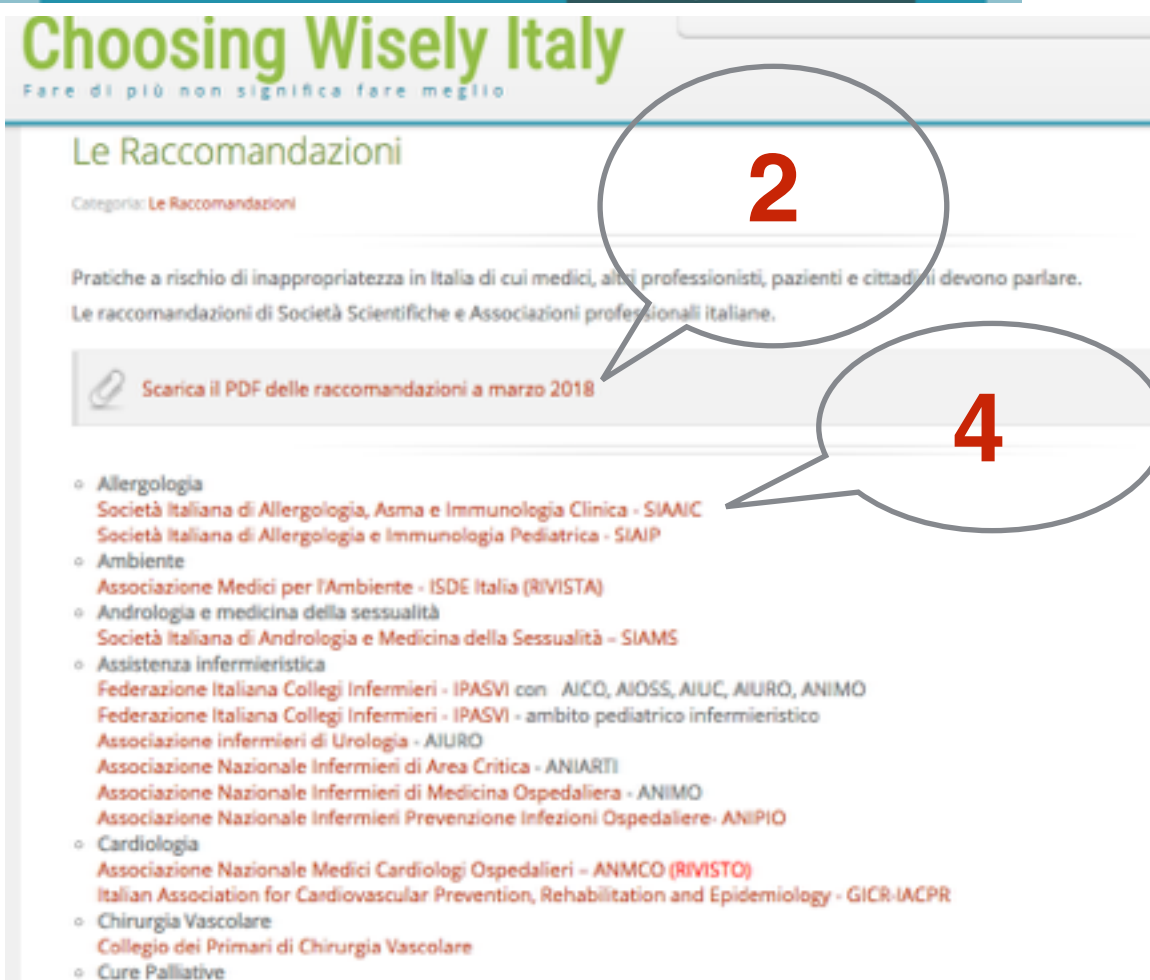 Choosing Wisely Italy
Fare di più non significa fare meglio
Le Raccomandazioni
Categoria: Le Raccomandazioni
2
Pratiche a rischio di inappropriatezza in Italia di cui medici, altri professionisti, pazienti e cittadini devono parlare.
Le raccomandazioni di Società Scientifiche e Associazioni professionali italiane.
Scarica il PDF delle raccomandazioni a marzo 2018
4
Allergologia
Società Italiana di Allergologia, Asma e Immunologia Clinica - SIAAIC
Società Italiana di Allergologia e Immunologia Pediatrica - SIAIP
Ambiente
Associazione Medici per l'Ambiente - ISDE Italia (RIVISTA)
Andrologia e medicina della sessualità
Società Italiana di Andrologia e Medicina della Sessualità – SIAMS
Assistenza infermieristica
Federazione Italiana Collegi Infermieri - IPASVI con AICO, AIOSS, AIUC, AIURO, ANIMO
Federazione Italiana Collegi Infermieri - IPASVI - ambito pediatrico infermieristico
Associazione infermieri di Urologia - AIURO
Associazione Nazionale Infermieri di Area Critica - ANIARTI
Associazione Nazionale Infermieri di Medicina Ospedaliera - ANIMO
Associazione Nazionale Infermieri Prevenzione Infezioni Ospedaliere- ANIPIO
Cardiologia
Associazione Nazionale Medici Cardiologi Ospedalieri – ANMCO (RIVISTO)
Italian Association for Cardiovascular Prevention, Rehabilitation and Epidemiology - GICR-IACPR
Chirurgia Vascolare
Collegio dei Primari di Chirurgia Vascolare
Cure Palliative